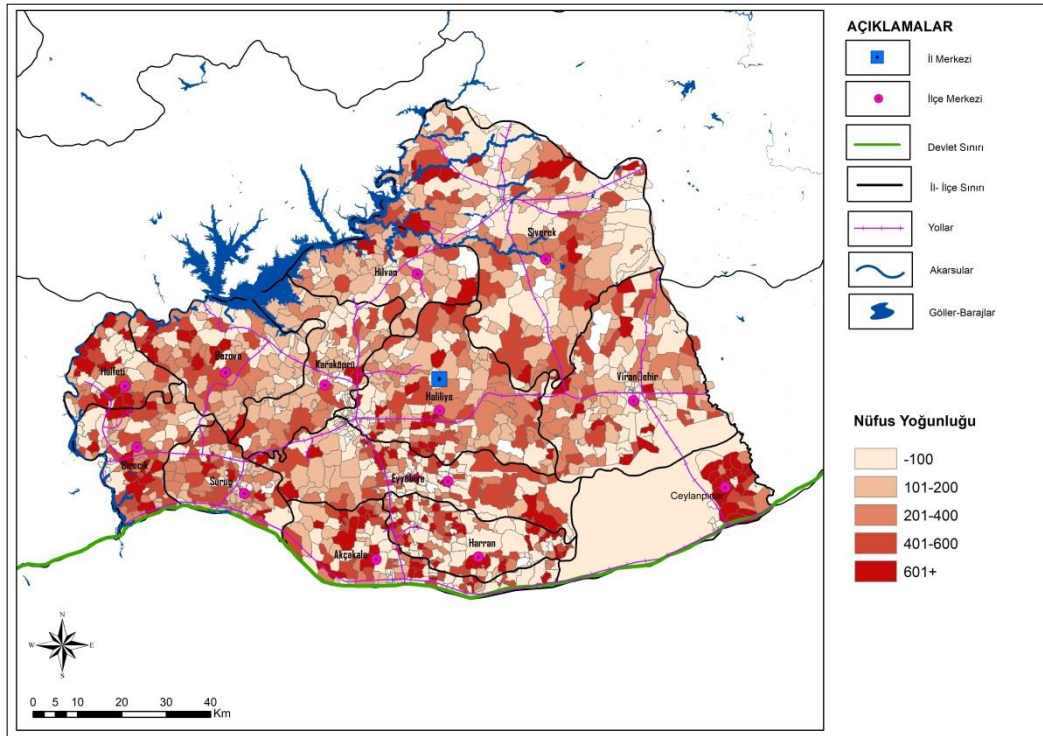 AÇIKLAMALAR
İl Merkezi
İlçe Merkezi
Devlet Sınırı
İl- İlçe Sınırı
Yollar
Akarsular
Göller-Barajlar
Nüfus Yoğunluğu
-100
101-200
201-400
401-600
601+
Siverek
Hilvan
Bozova
Halfeti
Karaköprü
Haliliye
Viranşehir
Birecik
Suruç
Eyyübiye
Ceylanpınar
Akçakale
Harran
N
W E
S
0 5 10 20 30 40
Km